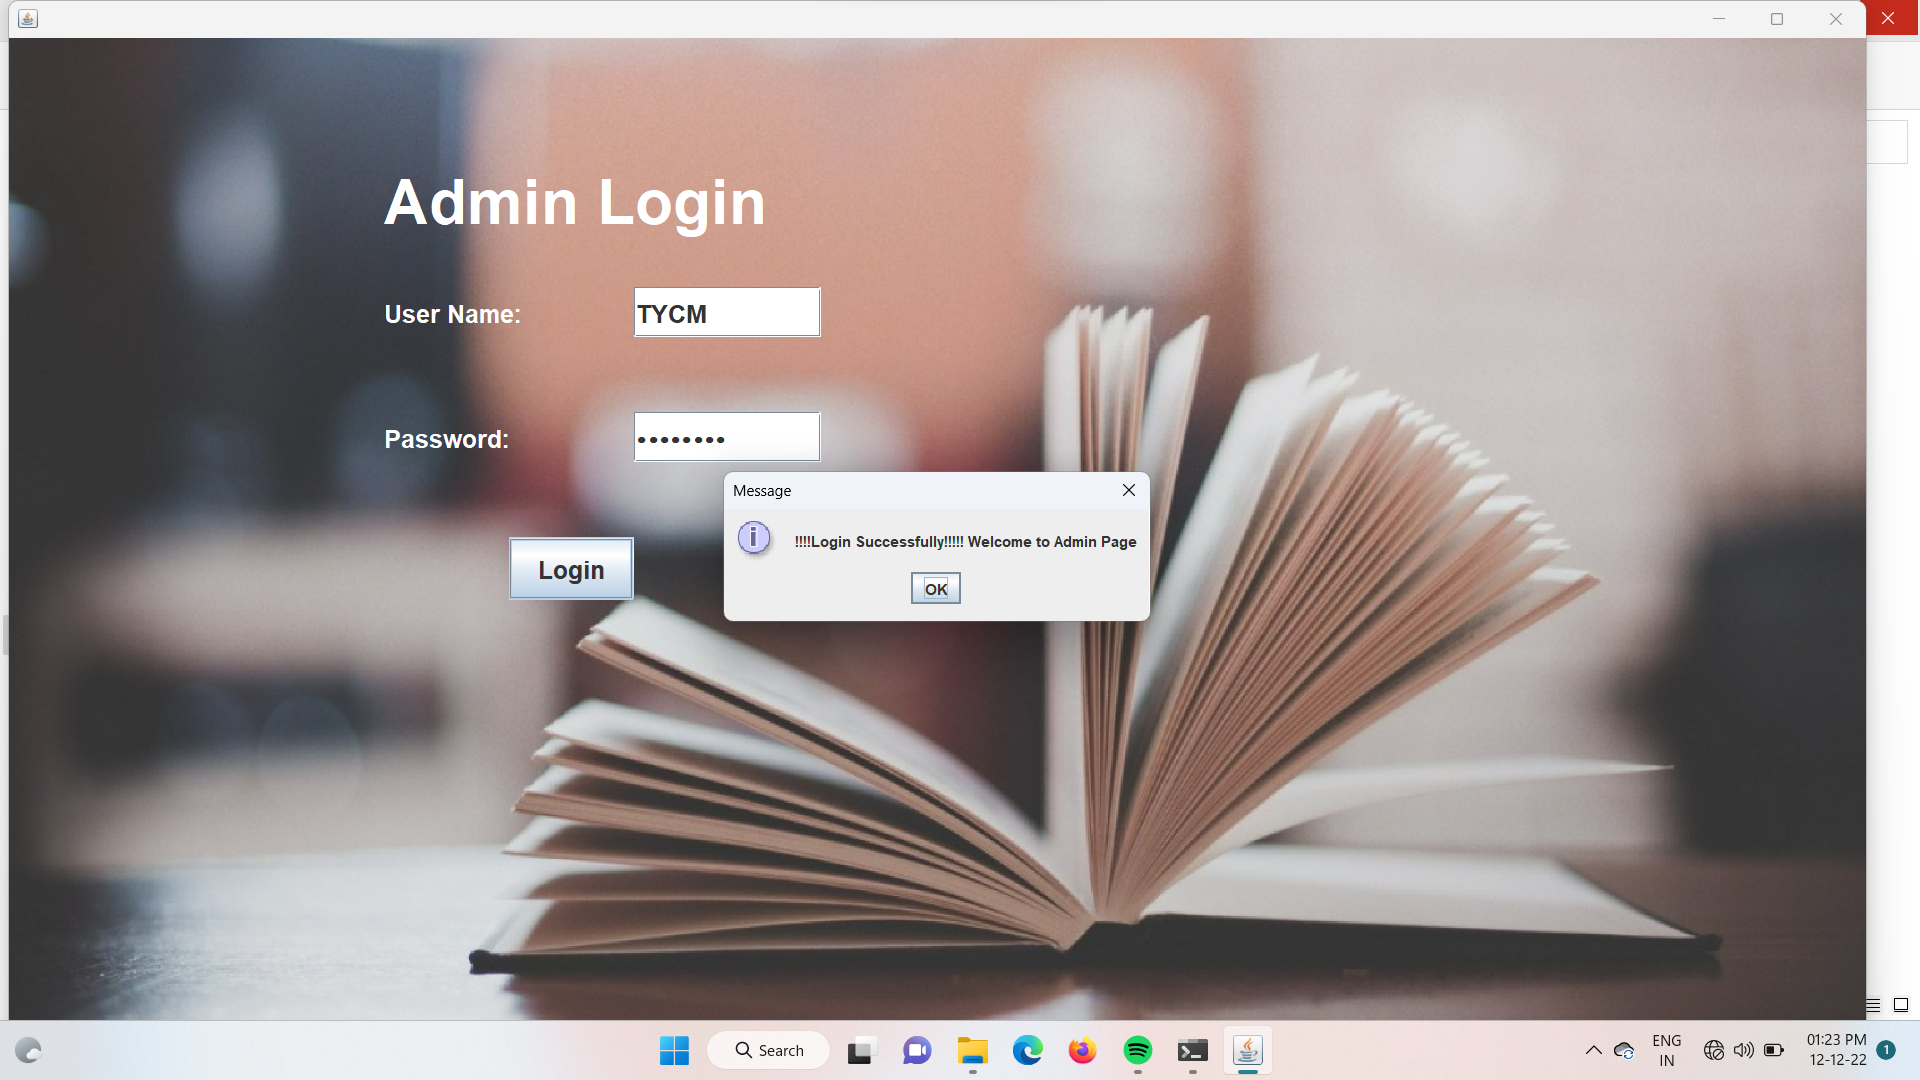 Admin Login
User Name:
TYCM
Password:
••••••••
Message
!!!!Login Successfully!!!!! Welcome to Admin Page
OK
Login
Search
ENG
IN
01:23 PM
12-12-22
1